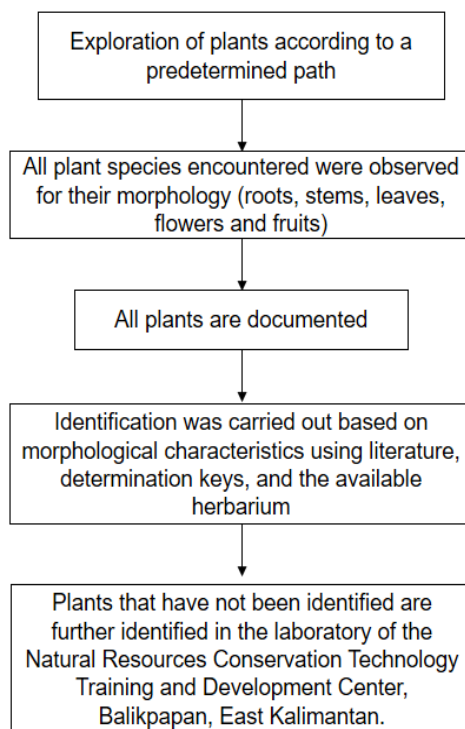 Exploration of plants according to a
predetermined path
All plant species encountered were observed
for their morphology (roots, stems, leaves,
flowers and fruits)
All plants are documented
Identification was carried out based on
morphological characteristics using literature,
determination keys, and the available
herbarium
Plants that have not been identified are
further identified in the laboratory of the
Natural Resources Conservation Technology
Training and Development Center,
Balikpapan, East Kalimantan.